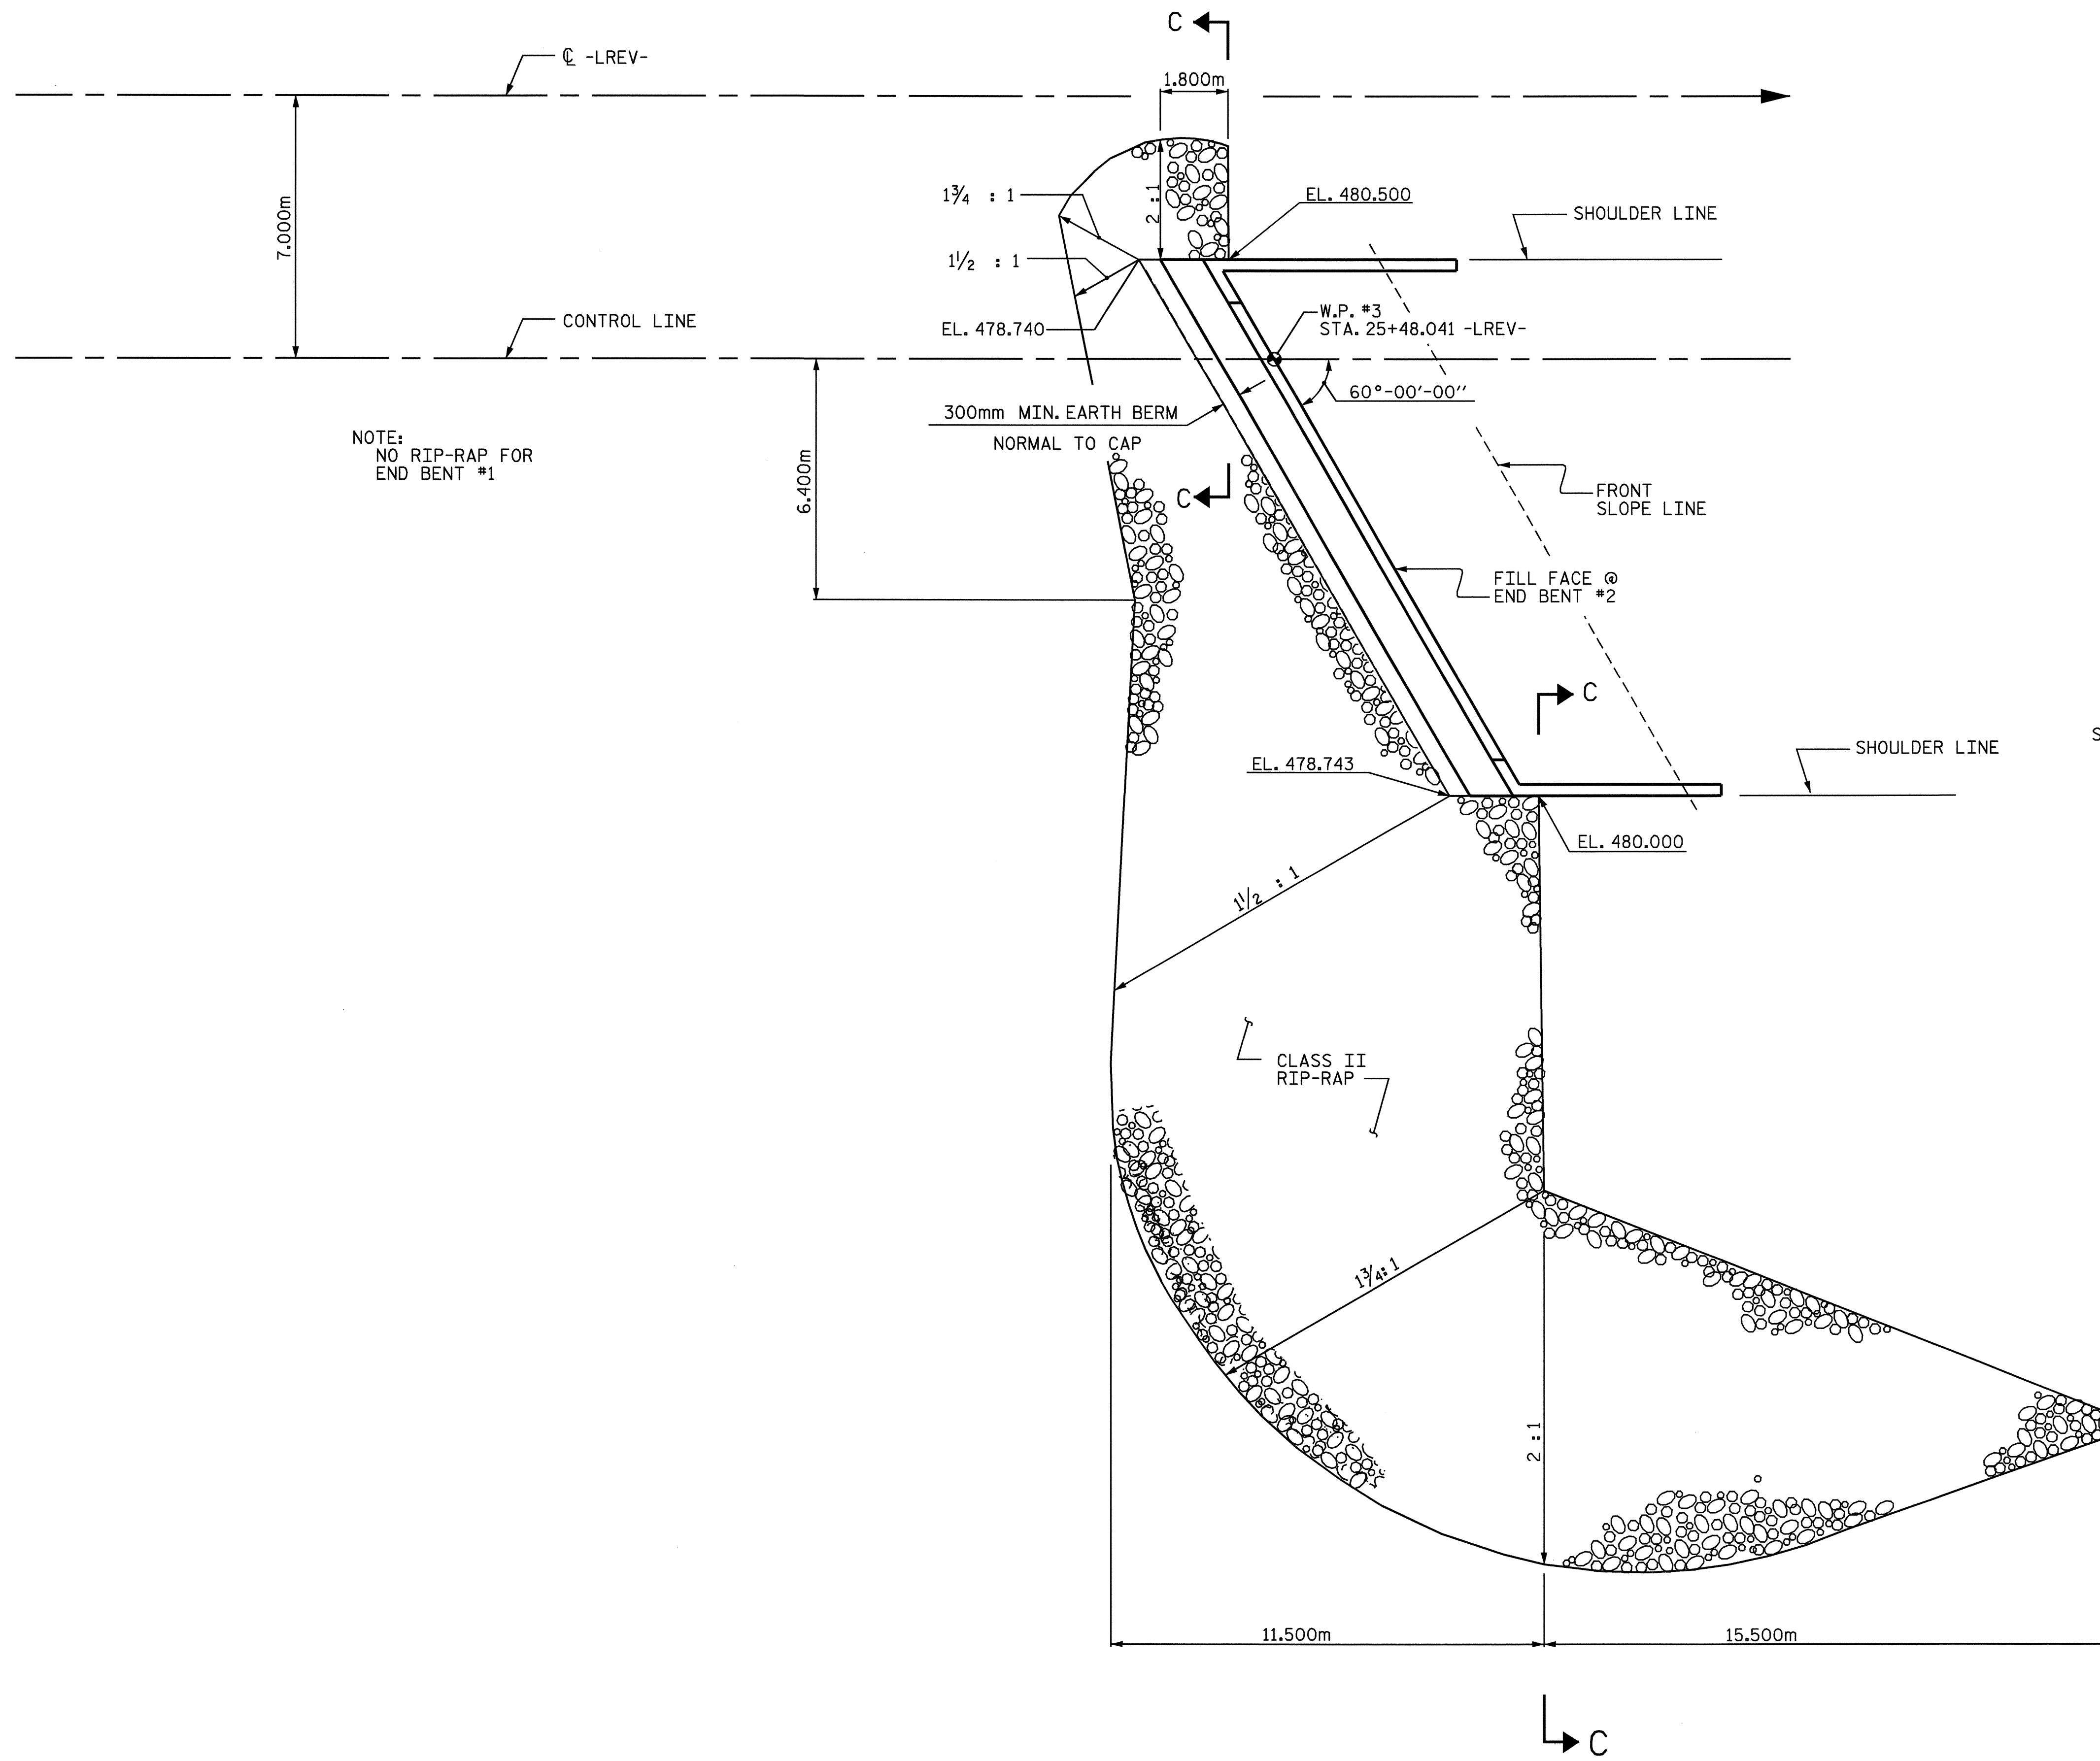 C
℄ -LREV-
1.800m
1¾ : 1
2 : 1
EL. 480.500
SHOULDER LINE
7.000m
1½ : 1
W.P. #3
STA. 25+48.041 -LREV-
CONTROL LINE
EL. 478.740
60°-00'-00''
300mm MIN. EARTH BERM
NORMAL TO CAP
NOTE:
NO RIP-RAP FOR
END BENT #1
6.400m
C
FRONT
SLOPE LINE
FILL FACE @
END BENT #2
C
S
SHOULDER LINE
EL. 478.743
EL. 480.000
1½ : 1
CLASS II
RIP-RAP
1¾: 1
2 : 1
11.500m
15.500m
C